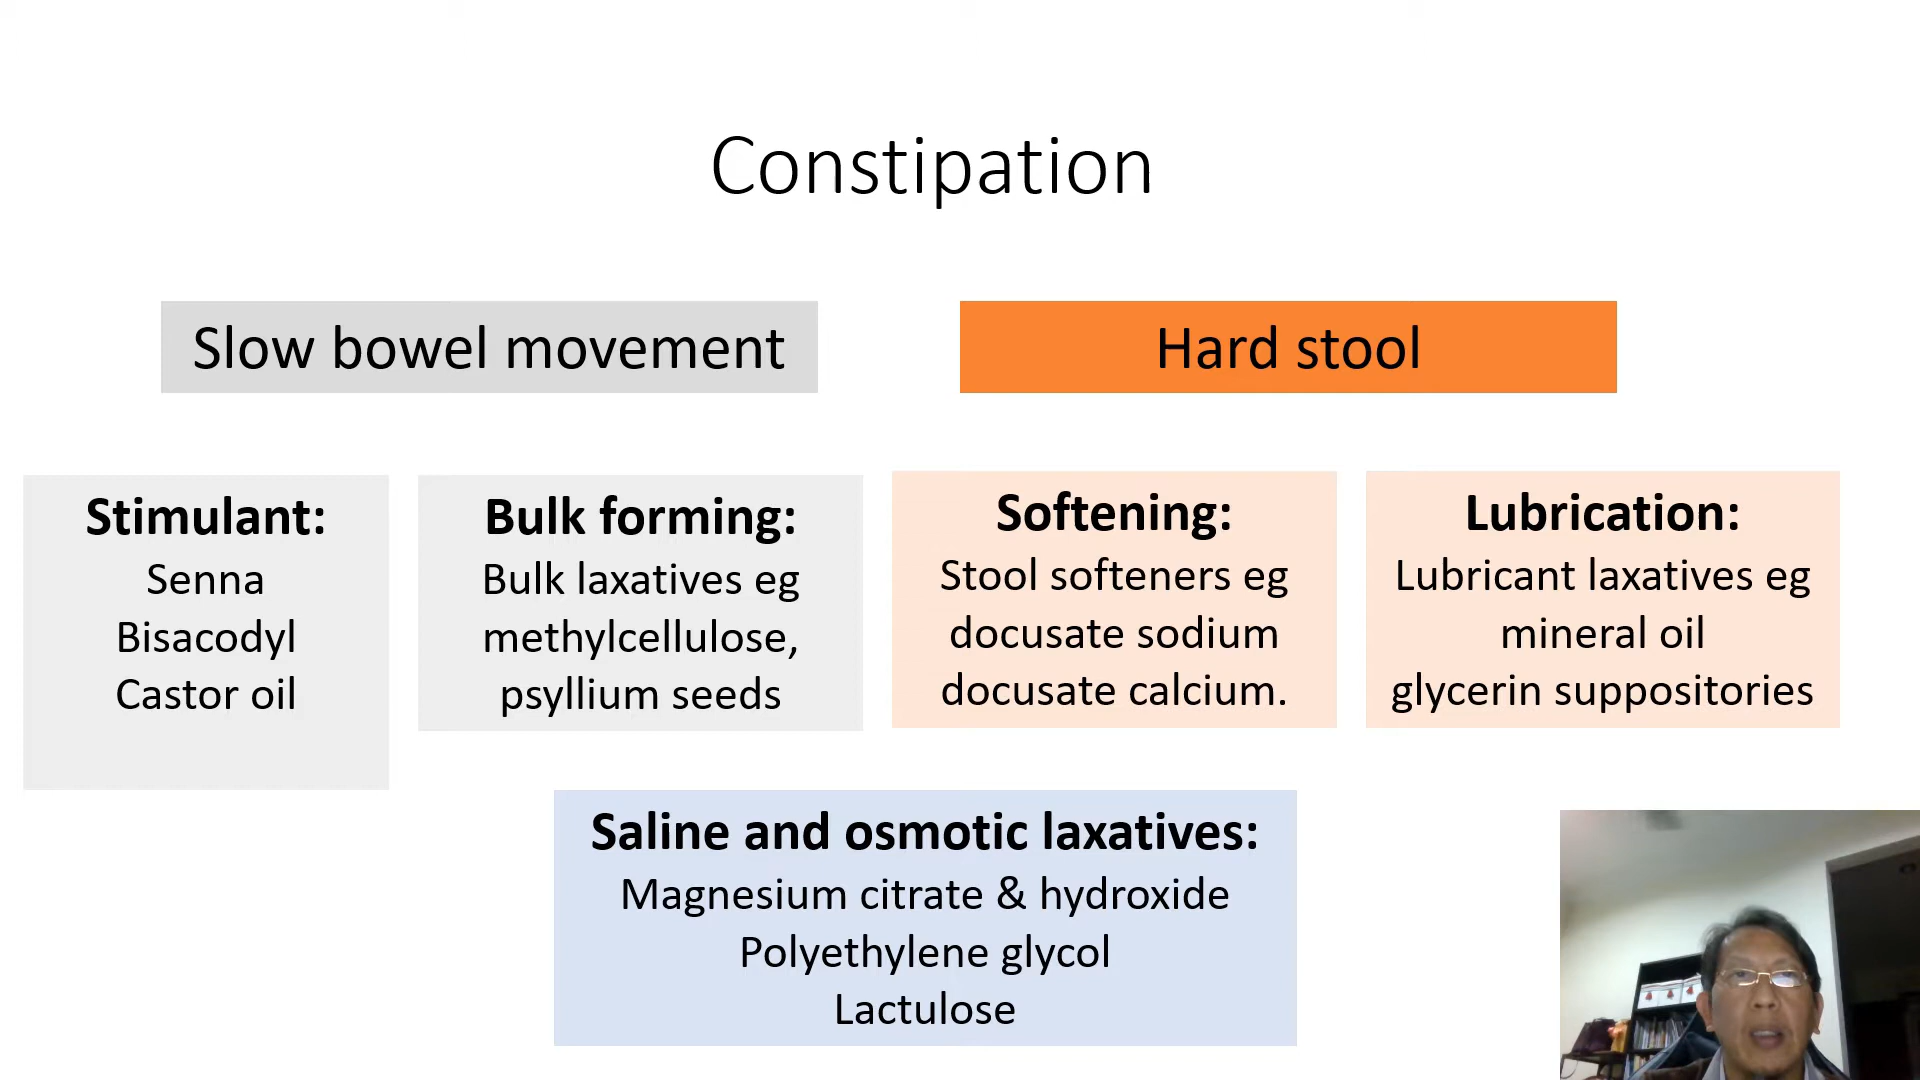 Constipation
Slow bowel movement
Hard stool
Stimulant:
Senna
Bisacodyl
Castor oil
Bulk forming:
Bulk laxatives eg
methylcellulose,
psyllium seeds
Softening:
Stool softeners eg
docusate sodium
docusate calcium.
Lubrication:
Lubricant laxatives eg
mineral oil
glycerin suppositories
Saline and osmotic laxatives:
Magnesium citrate & hydroxide
Polyethylene glycol
Lactulose